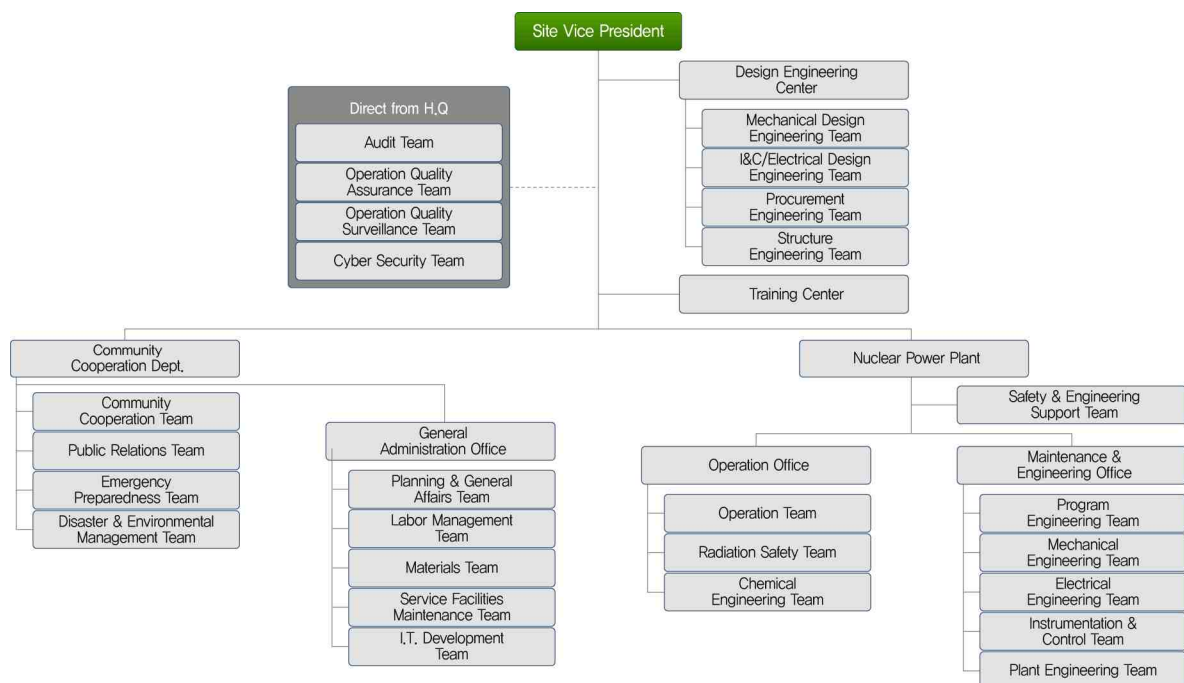 Site Vice President
Design Engineering
Center
Mechanical Design
Engineering Team
I&C/Electrical Design
Engineering Team
Procurement
Engineering Team
Structure
Engineering Team
Training Center
Direct from H.Q
Audit Team
Operation Quality
Assurance Team
Operation Quality
Surveillance Team
Cyber Security Team
Community
Cooperation Dept.
Community
Cooperation Team
Public Relations Team
Emergency
Preparedness Team
Disaster & Environmental
Management Team
General
Administration Office
Planning & General
Affairs Team
Labor Management
Team
Materials Team
Service Facilities
Maintenance Team
I.T. Development
Team
Nuclear Power Plant
Safety & Engineering
Support Team
Operation Office
Operation Team
Radiation Safety Team
Chemical
Engineering Team
Maintenance &
Engineering Office
Program
Engineering Team
Mechanical
Engineering Team
Electrical
Engineering Team
Instrumentation &
Control Team
Plant Engineering Team